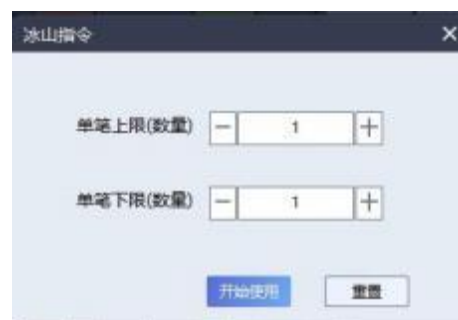 冰山指令
单笔上限(数量) − 1 +
单笔下限(数量) − 1 +
开始使用 重置